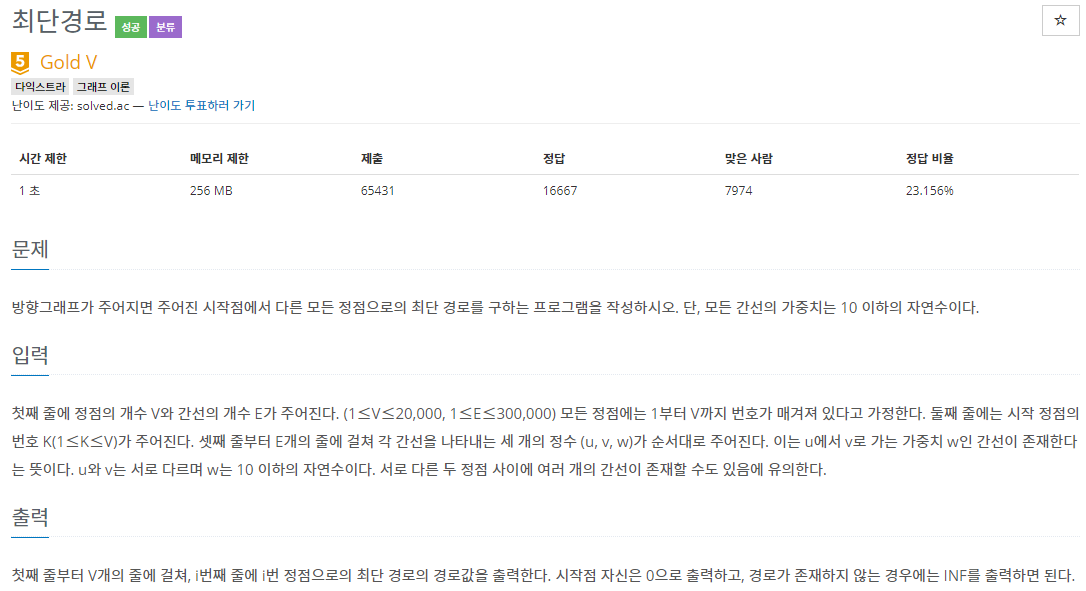 최단경로 성공 분류
☆
5 Gold V
다익스트라 그래프 이론
난이도 제공: solved.ac — 난이도 투표하러 가기
시간 제한 메모리 제한 제출 정답 맞은 사람 정답 비율
1 초 256 MB 65431 16667 7974 23.156%
문제
방향그래프가 주어지면 주어진 시작점에서 다른 모든 정점으로의 최단 경로를 구하는 프로그램을 작성하시오. 단, 모든 간선의 가중치는 10 이하의 자연수이다.
입력
첫째 줄에 정점의 개수 V와 간선의 개수 E가 주어진다. (1≤V≤20,000, 1≤E≤300,000) 모든 정점에는 1부터 V까지 번호가 매겨져 있다고 가정한다. 둘째 줄에는 시작 정점의
번호 K(1≤K≤V)가 주어진다. 셋째 줄부터 E개의 줄에 걸쳐 각 간선을 나타내는 세 개의 정수 (u, v, w)가 순서대로 주어진다. 이는 u에서 v로 가는 가중치 w인 간선이 존재한다
는 뜻이다. u와 v는 서로 다르며 w는 10 이하의 자연수이다. 서로 다른 두 정점 사이에 여러 개의 간선이 존재할 수도 있음에 유의한다.
출력
첫째 줄부터 V개의 줄에 걸쳐, i번째 줄에 i번 정점으로의 최단 경로의 경로값을 출력한다. 시작점 자신은 0으로 출력하고, 경로가 존재하지 않는 경우에는 INF를 출력하면 된다.